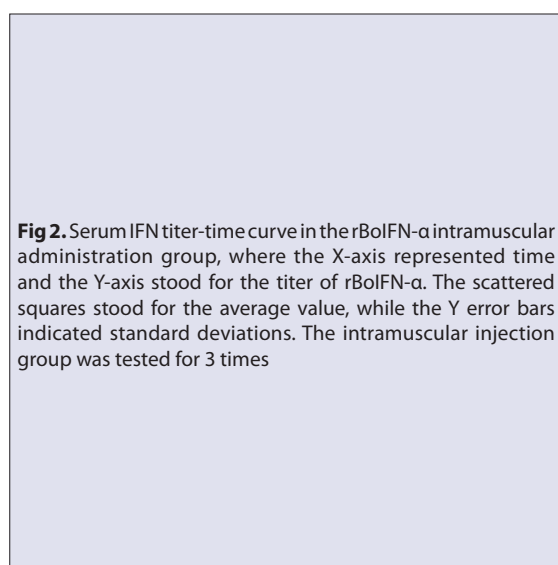 Fig 2. Serum IFN titer-time curve in the rBoIFN-α intramuscular
administration group, where the X-axis represented time
and the Y-axis stood for the titer of rBoIFN-α. The scattered
squares stood for the average value, while the Y error bars
indicated standard deviations. The intramuscular injection
group was tested for 3 times